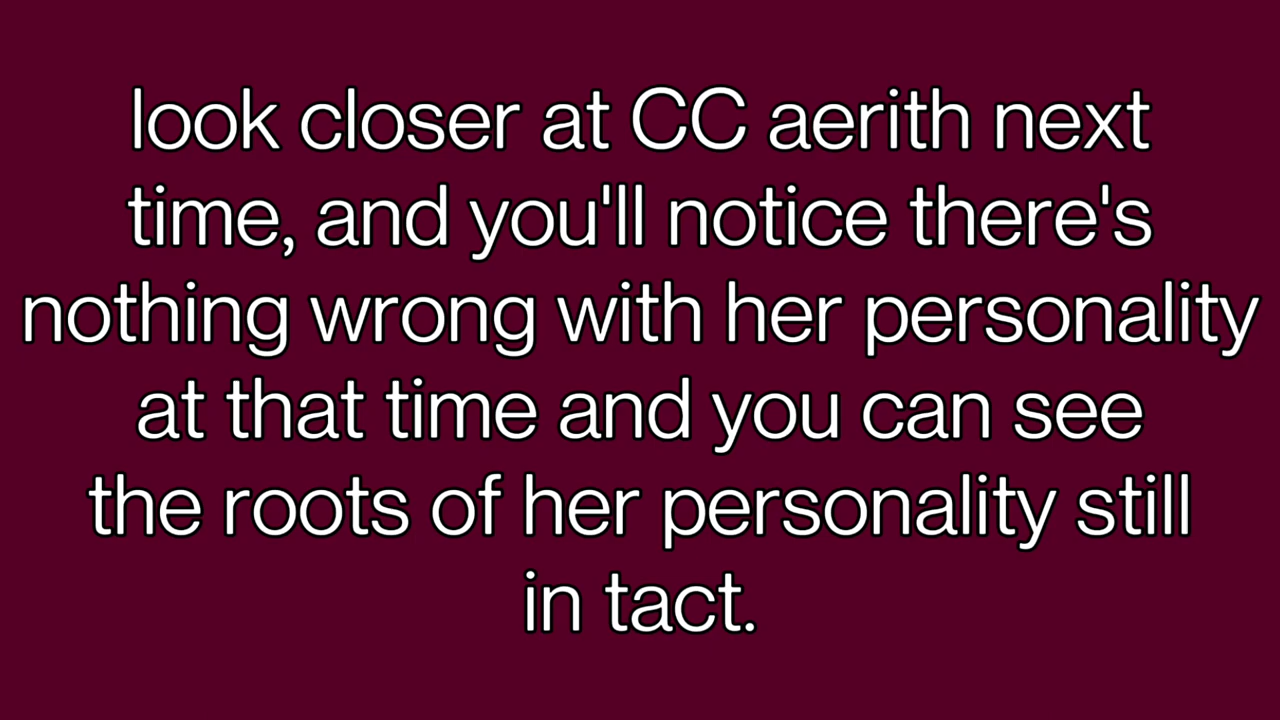 look closer at CC aerith next
time, and you'll notice there's
nothing wrong with her personality
at that time and you can see
the roots of her personality still
in tact.